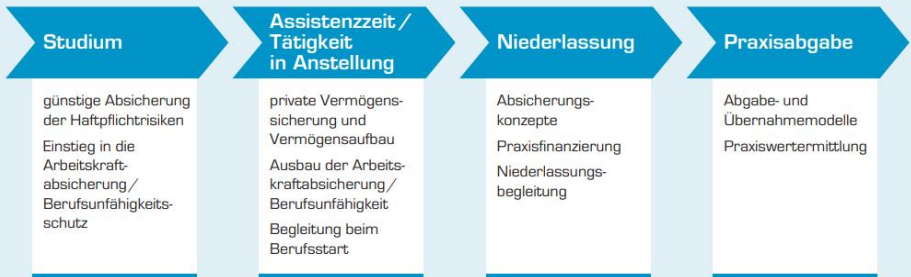 Studium
günstige Absicherung
der Haftpflichtrisiken
Einstieg in die
Arbeitskraft-
absicherung/
Berufsunfähigkeits-
schutz
Assistenzzeit/
Tätigkeit
in Anstellung
private Vermögens-
sicherung und
Vermögensaufbau
Ausbau der Arbeits-
kraftabsicherung/
Berufsunfähigkeit
Begleitung beim
Berufsstart
Niederlassung
Absicherungs-
konzepte
Praxisfinanzierung
Niederlassungs-
begleitung
Praxisabgabe
Abgabe- und
Übernahmemodelle
Praxiswertermittlung